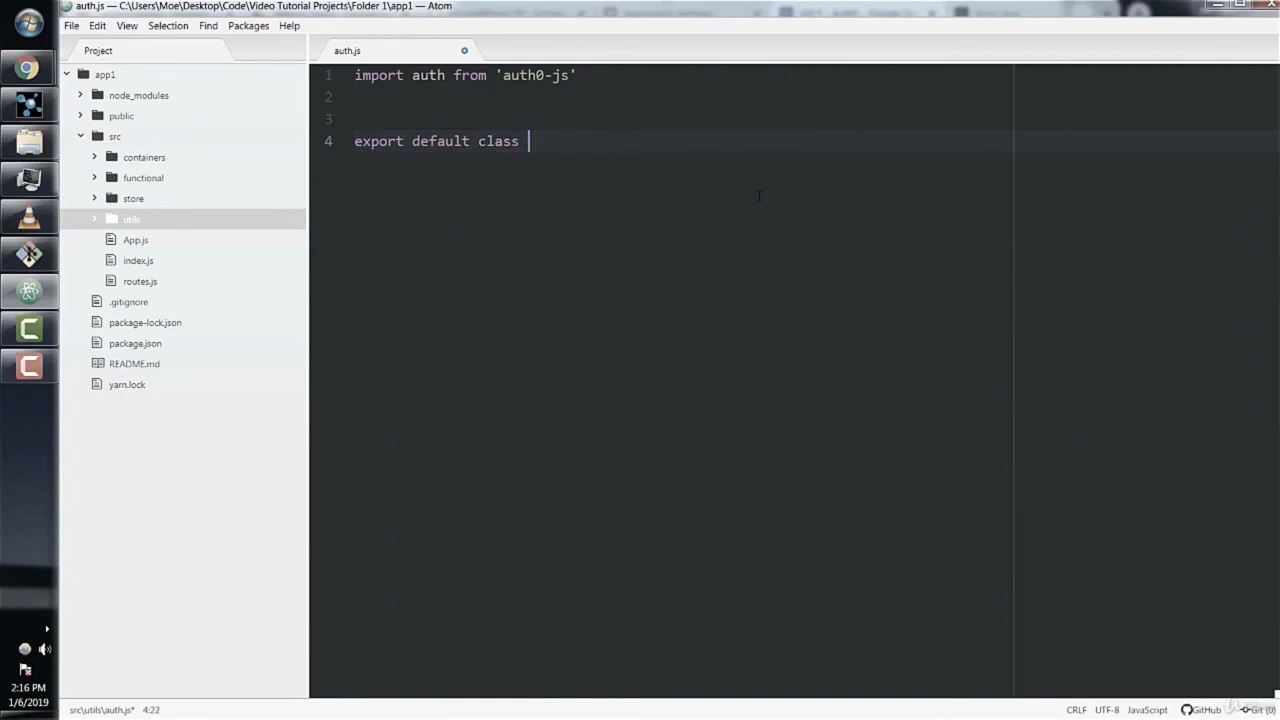 auth.js — C:\Users\Moe\Desktop\Code\Video Tutorial Projects\Folder 1\app1 — Atom
File Edit View Selection Find Packages Help
Project
auth.js
app1
node_modules
public
src
containers
functional
store
utils
App.js
index.js
routes.js
.gitignore
package-lock.json
package.json
README.md
yarn.lock
1 import auth from 'auth0-js'
2
3
4 export default class
2:16 PM
1/6/2019
src\utils\auth.js* 4:22
CRLF UTF-8 JavaScript GitHub Git (0)